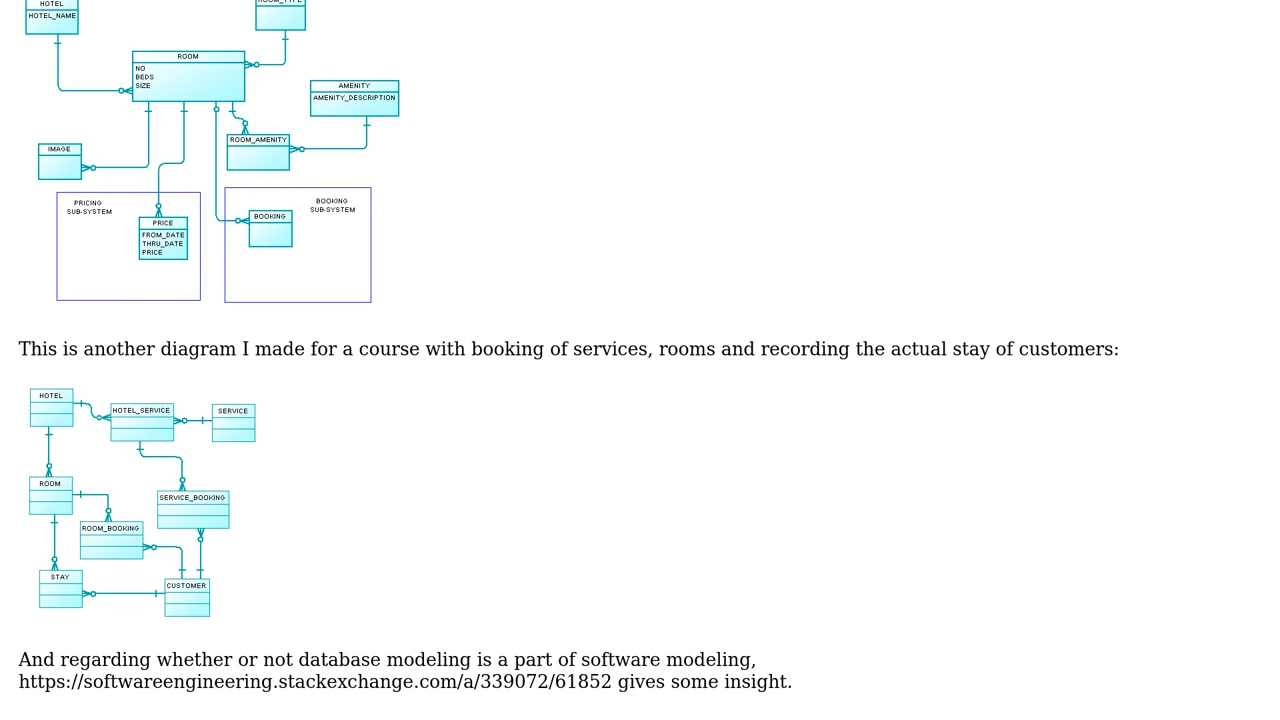 HOTEL
HOTEL_NAME
ROOM_TYPE
ROOM
NO
BEDS
SIZE
AMENITY
AMENITY_DESCRIPTION
ROOM_AMENITY
IMAGE
PRICING
SUB-SYSTEM
PRICE
FROM_DATE
THRU_DATE
PRICE
BOOKING
SUB-SYSTEM
BOOKING
This is another diagram I made for a course with booking of services, rooms and recording the actual stay of customers:
HOTEL
HOTEL_SERVICE
SERVICE
ROOM
SERVICE_BOOKING
ROOM_BOOKING
STAY
CUSTOMER
And regarding whether or not database modeling is a part of software modeling,
https://softwareengineering.stackexchange.com/a/339072/61852 gives some insight.